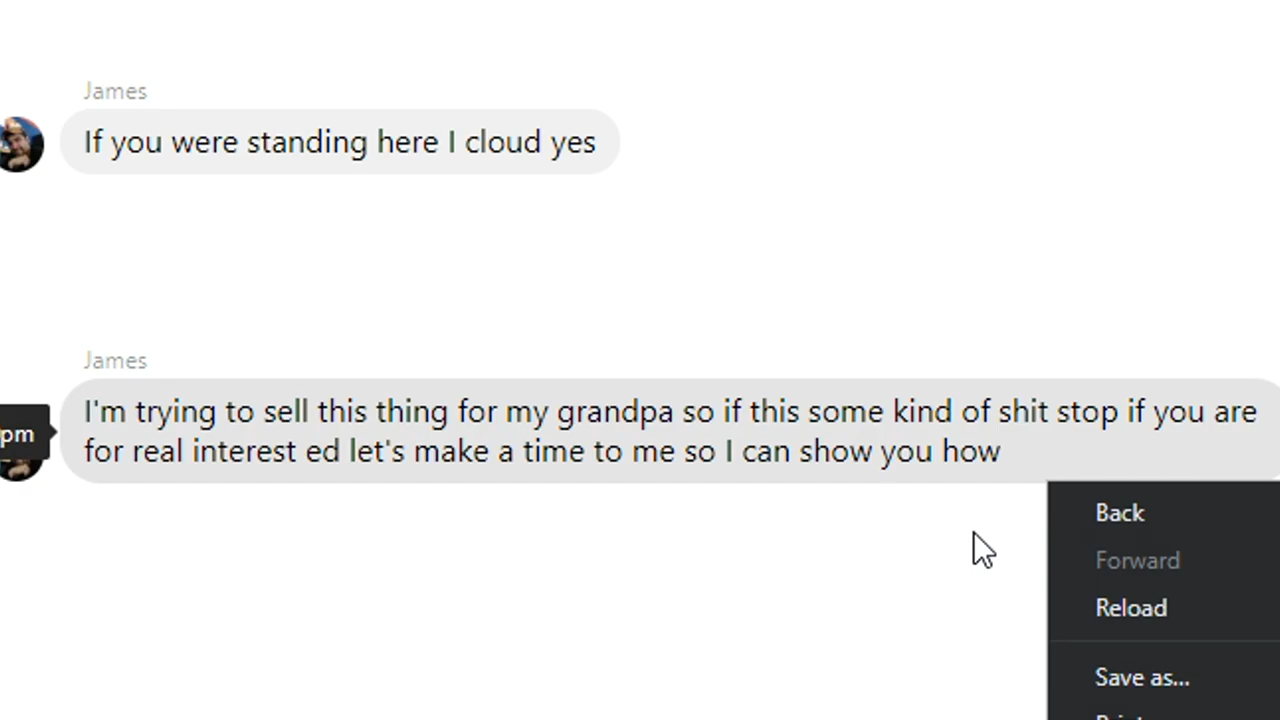 James
If you were standing here I cloud yes
James
I'm trying to sell this thing for my grandpa so if this some kind of shit stop if you are
pm
for real interest ed let's make a time to me so I can show you how
Back
Forward
Reload
Save as...